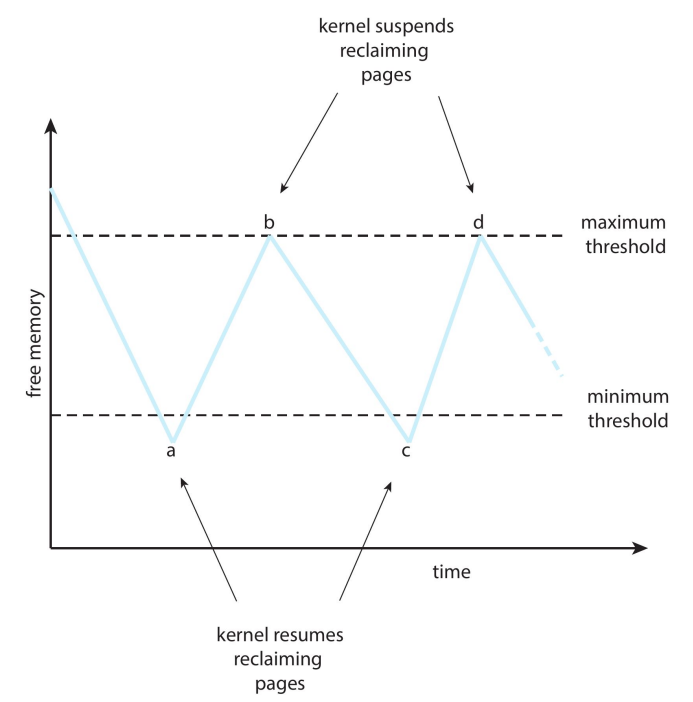 kernel suspends
reclaiming
pages
b
d
maximum
threshold
free memory
minimum
threshold
a
c
time
kernel resumes
reclaiming
pages